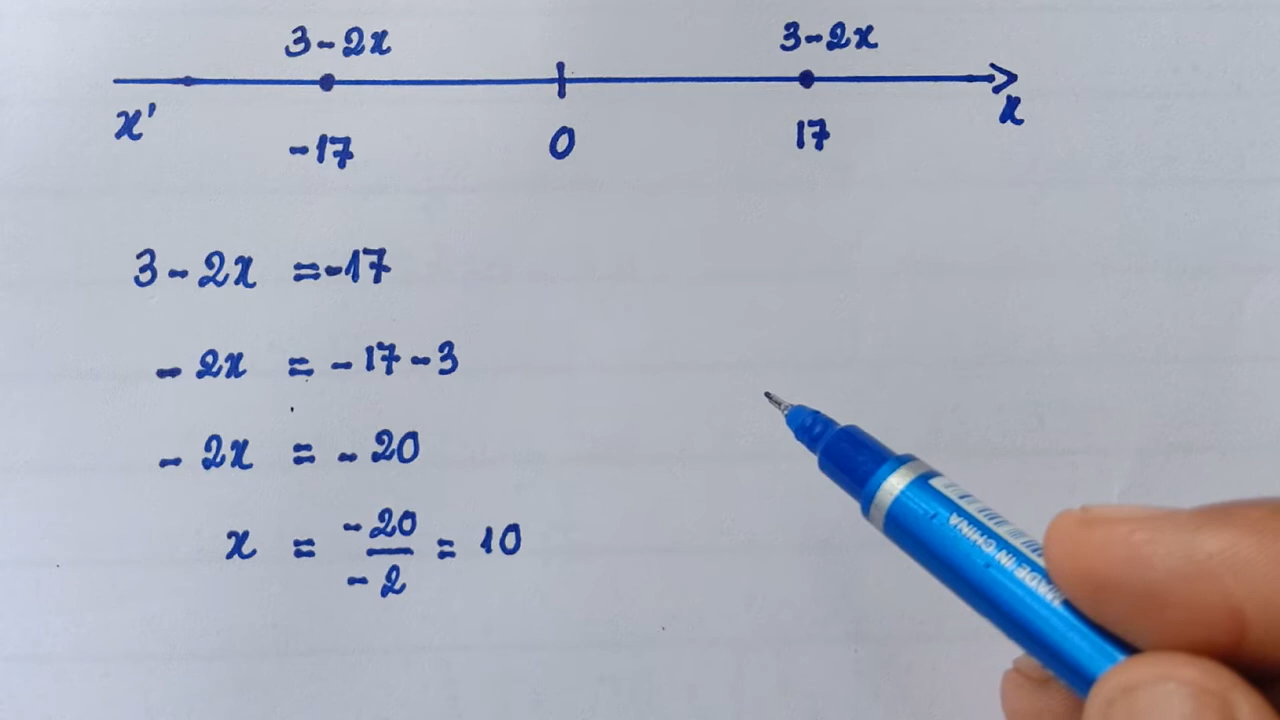 3-2x 3-2x
x' -17 0 17 x
3-2x =-17
-2x = -17-3
-2x = -20
x = -20/-2 = 10
MADE IN CHINA